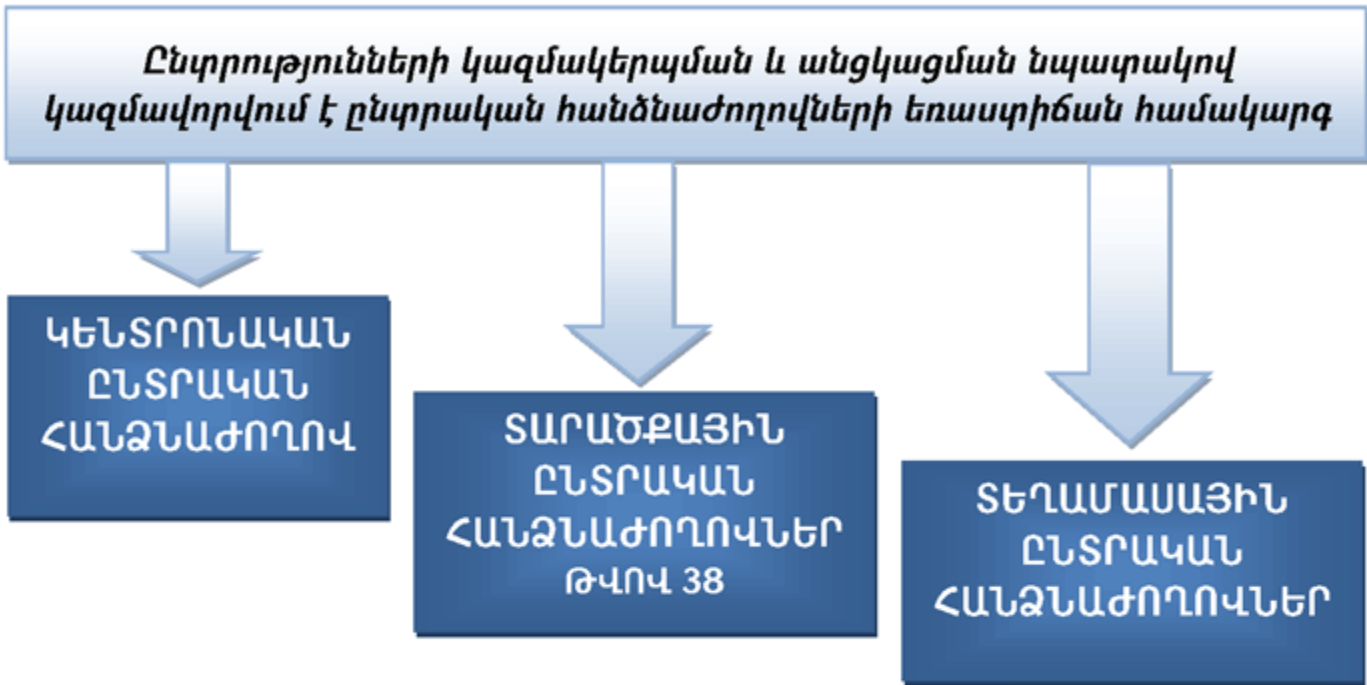 Ընտրությունների կազմակերպման և անցկացման նպատակով
կազմավորվում է ընտրական հանձնաժողովների եռաստիճան համակարգ
ԿԵՆՏՐՈՆԱԿԱՆ
ԸՆՏՐԱԿԱՆ
ՀԱՆՁՆԱԺՈՂՈՎ
ՏԱՐԱԾՔԱՅԻՆ
ԸՆՏՐԱԿԱՆ
ՀԱՆՁՆԱԺՈՂՈՎՆԵՐ
ԹՎՈՎ 38
ՏԵՂԱՄԱՍԱՅԻՆ
ԸՆՏՐԱԿԱՆ
ՀԱՆՁՆԱԺՈՂՈՎՆԵՐ